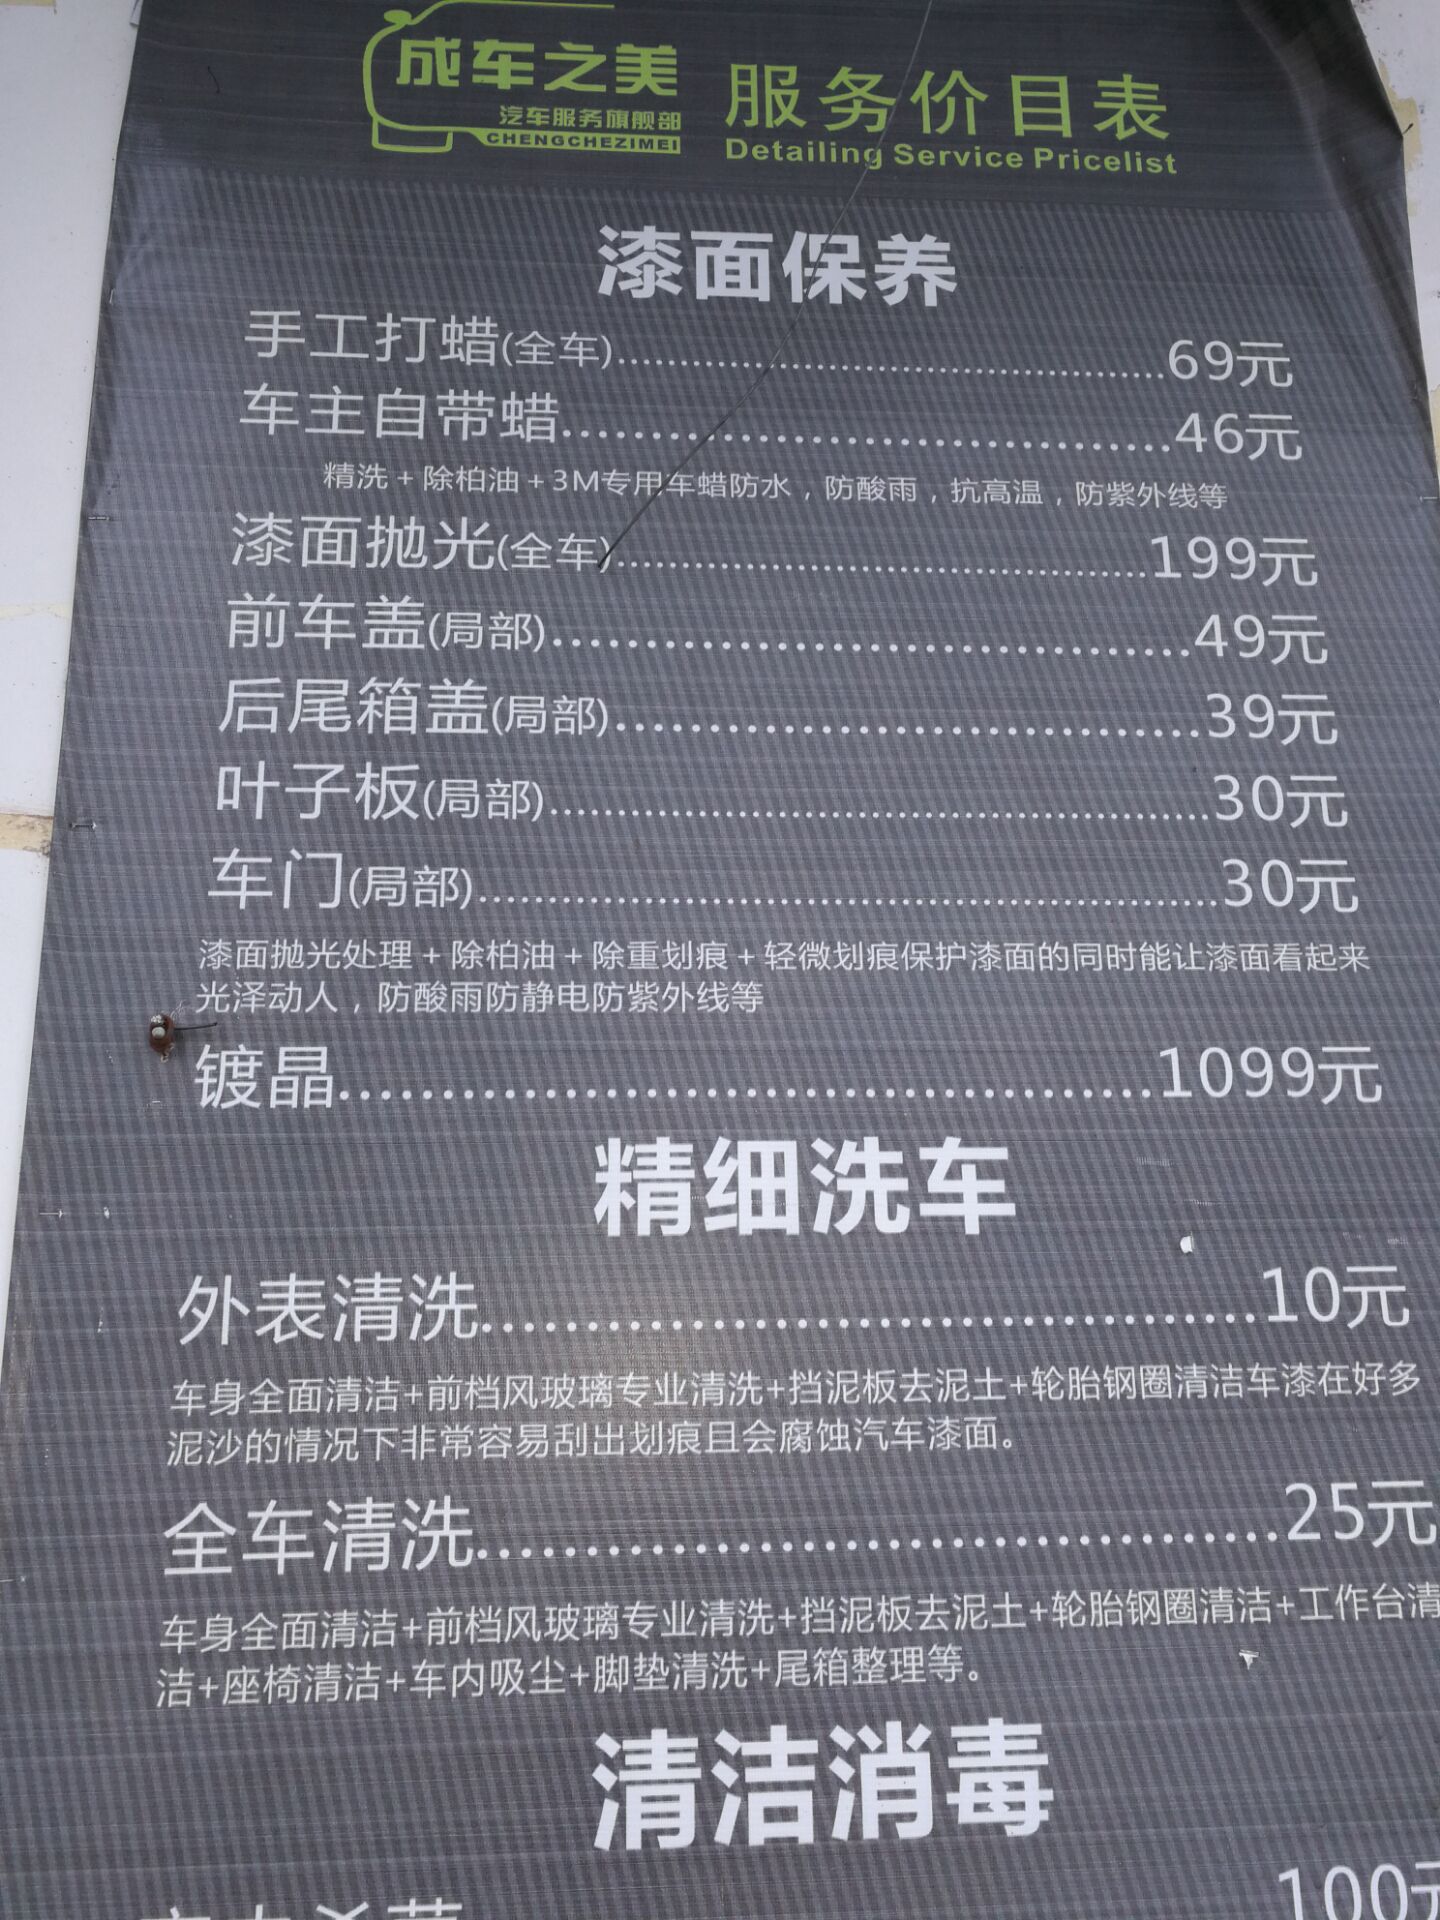 成车之美
汽车服务旗舰部
CHENGCHEZIMEI
服务价目表
Detailing Service Pricelist
漆面保养
手工打蜡(全车)......69元
车主自带蜡......46元
精洗+除柏油+3M专用车蜡防水，防酸雨，抗高温，防紫外线等
漆面抛光(全车)......199元
前车盖(局部)......49元
后尾箱盖(局部)......39元
叶子板(局部)......30元
车门(局部)......30元
漆面抛光处理+除柏油+除重划痕+轻微划痕保护漆面的同时能让漆面看起来
光泽动人，防酸雨防静电防紫外线等
镀晶......1099元
精细洗车
外表清洗......10元
车身全面清洁+前档风玻璃专业清洗+挡泥板去泥土+轮胎钢圈清洁车漆在好多
泥沙的情况下非常容易刮出划痕且会腐蚀汽车漆面。
全车清洗......25元
车身全面清洁+前档风玻璃专业清洗+挡泥板去泥土+轮胎钢圈清洁+工作台清
洁+座椅清洁+车内吸尘+脚垫清洗+尾箱整理等。
清洁消毒
100元